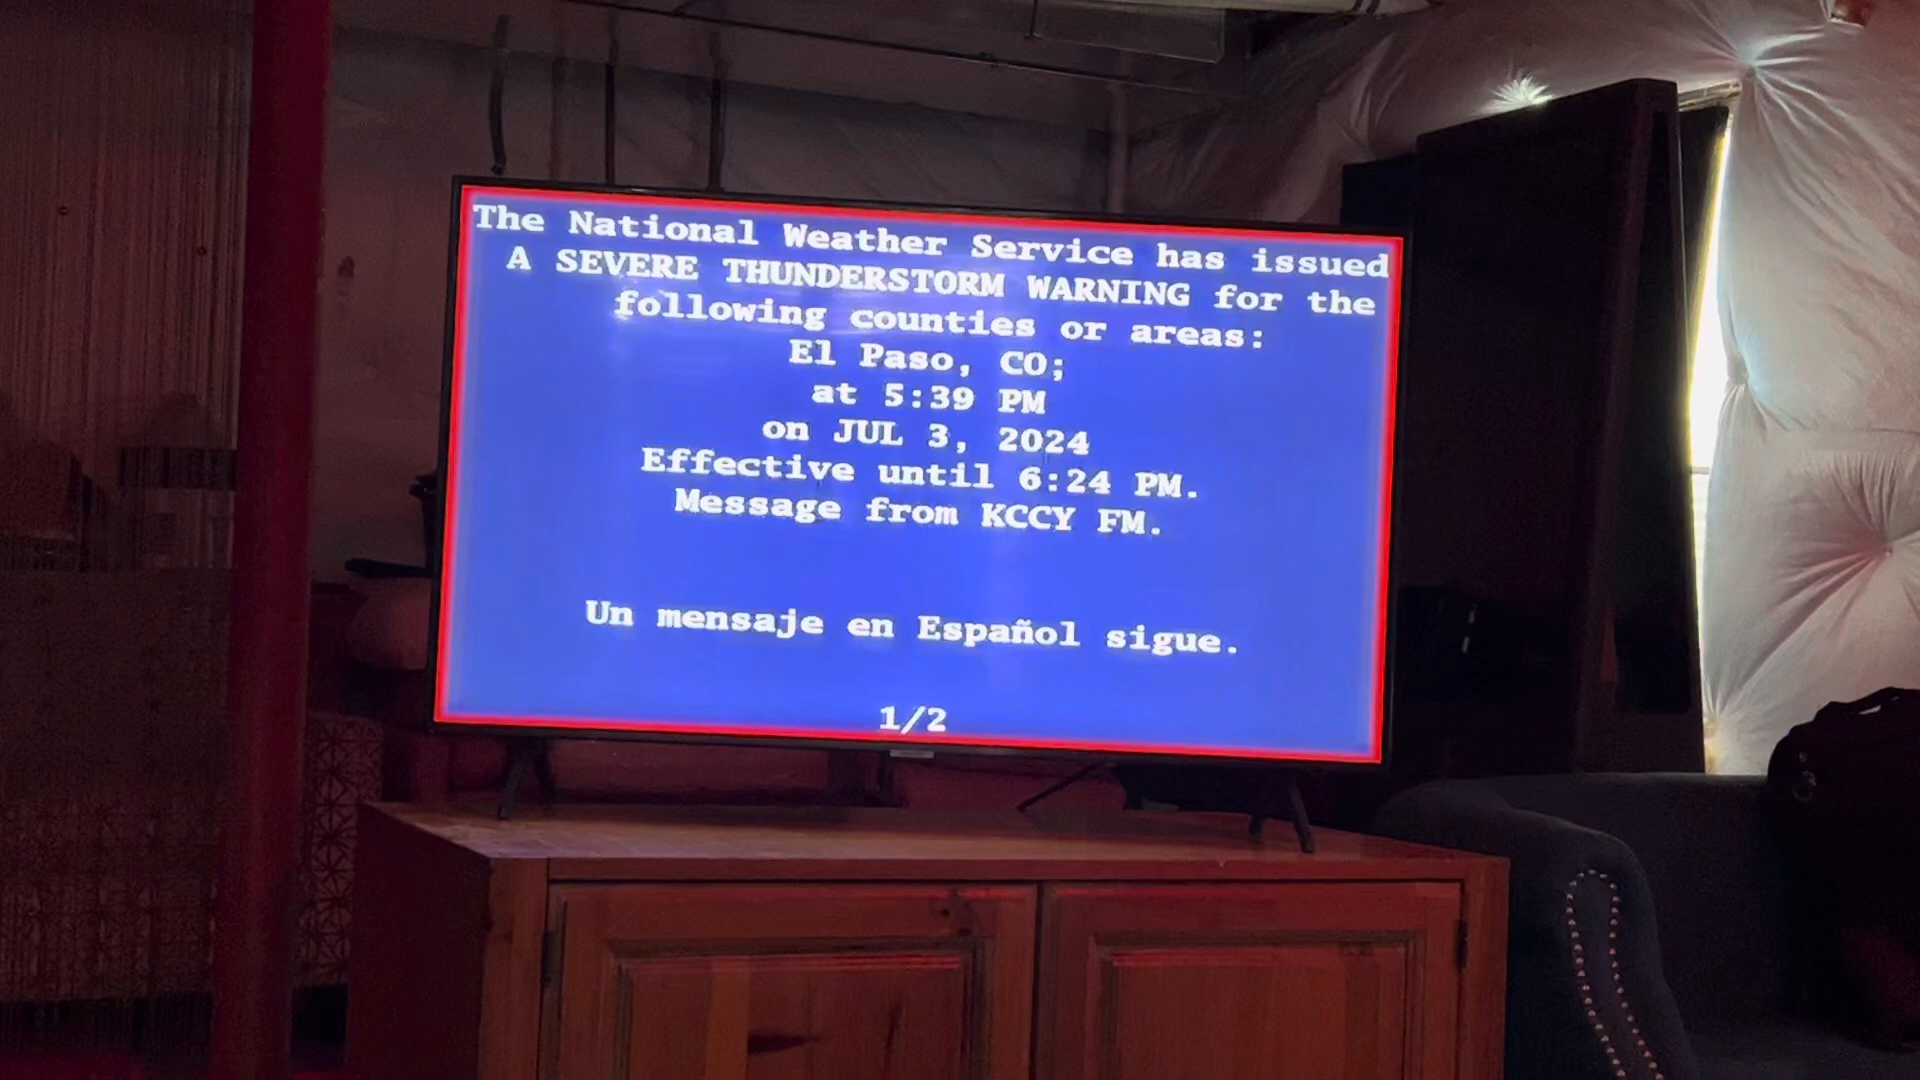 The National Weather Service has issued
A SEVERE THUNDERSTORM WARNING for the
following counties or areas:
El Paso, CO;
at 5:39 PM
on JUL 3, 2024
Effective until 6:24 PM.
Message from KCCY FM.
Un mensaje en Español sigue.
1/2